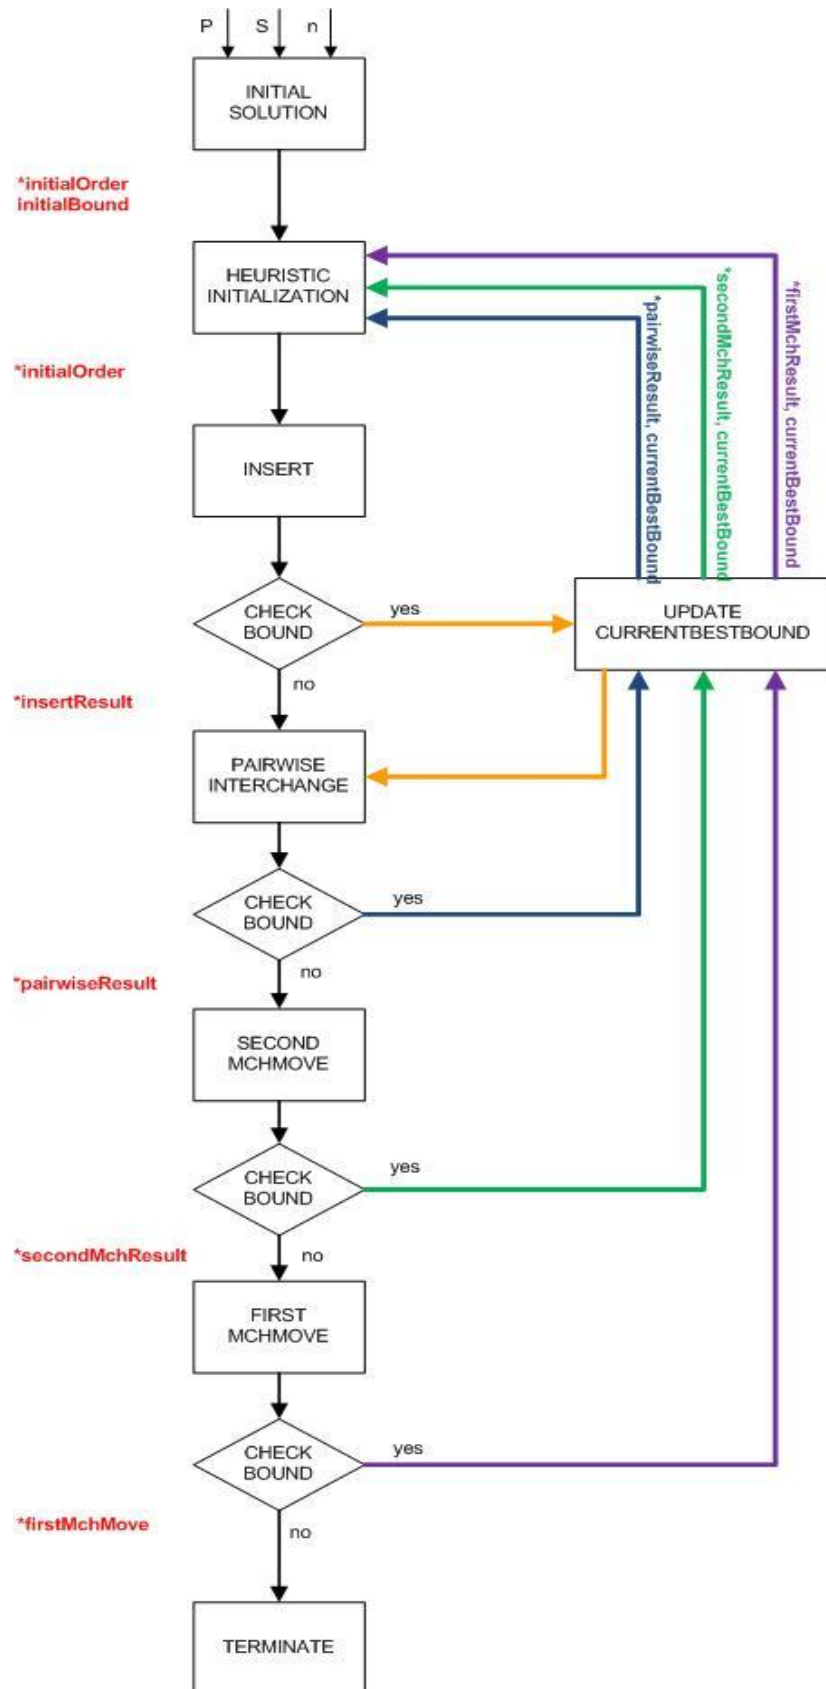 P S n
INITIAL
SOLUTION
*initialOrder
initialBound
HEURISTIC
INITIALIZATION
*pairwiseResult, currentBestBound
*secondMchResult, currentBestBound
*firstMchResult, currentBestBound
*initialOrder
INSERT
CHECK
BOUND
yes
UPDATE
CURRENTBESTBOUND
no
*insertResult
PAIRWISE
INTERCHANGE
CHECK
BOUND
yes
no
*pairwiseResult
SECOND
MCHMOVE
CHECK
BOUND
yes
*secondMchResult
no
FIRST
MCHMOVE
CHECK
BOUND
yes
*firstMchMove
no
TERMINATE